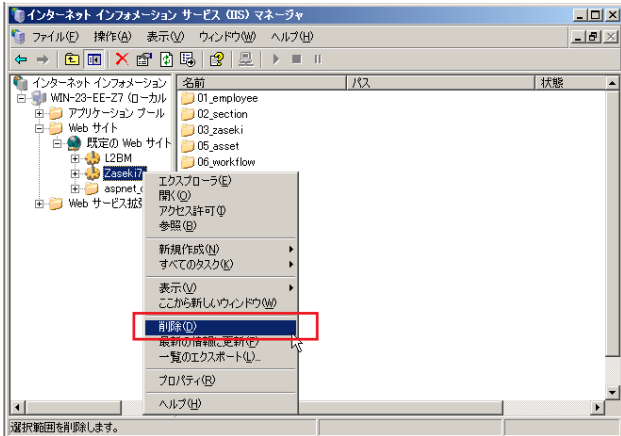 インターネット インフォメーション サービス (IIS) マネージャ
ファイル(F) 操作(A) 表示(V) ウィンドウ(W) ヘルプ(H)
インターネット インフォメーション
WIN-23-EE-Z7 (ローカル
アプリケーション プール
Web サイト
既定の Web サイト
L2BM
Zaseki7
aspnet_c
Web サービス拡張
名前 パス 状態
01_employee
02_section
03_zaseki
05_asset
06_workflow
エクスプローラ(E)
開く(O)
アクセス許可(I)
参照(B)
新規作成(N)
すべてのタスク(K)
表示(V)
ここから新しいウィンドウ(W)
削除(D)
最新の情報に更新(F)
一覧のエクスポート(L)...
プロパティ(R)
ヘルプ(H)
選択範囲を削除します。